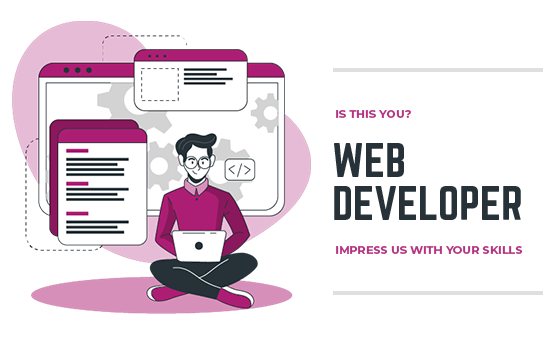 IS THIS YOU?
WEB
DEVELOPER
IMPRESS US WITH YOUR SKILLS
</>